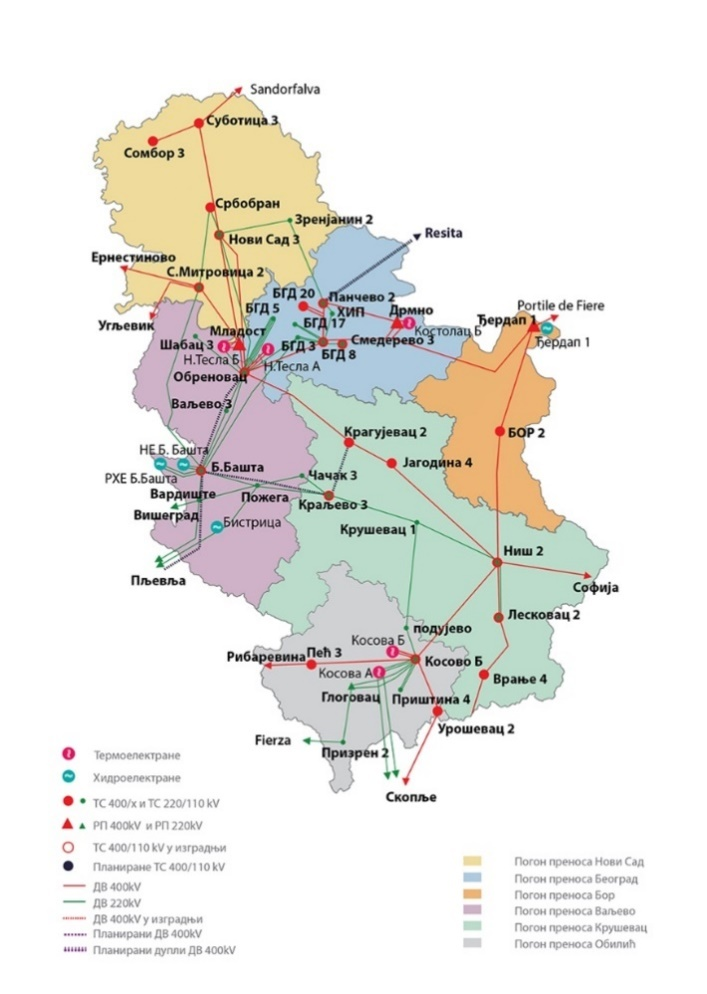 Sandorfalva
Суботица 3
Сомбор 3
Србобран
Зрењанин 2
Нови Сад 3
Resita
Ернестиново
С.Митровица 2
БГД 20
Панчево 2
Portile de Fiere
БГД 5
ХИП
Дрмно
Ђердап 1
Угљевик
Младост
БГД 17
Костолац Б
Шабац 3
БГД 3
Смедерево 3
Ђердап 1
Н.Тесла Б
БГД 8
Н.Тесла А
Обреновац
Ваљево 3
Крагујевац 2
БОР 2
НЕ Б. Башта
Јагодина 4
Б.Башта
РХЕ Б.Башта
Чачак 3
Вардиште
Пожега
Краљево 3
Вишеград
Бистрица
Крушевац 1
Ниш 2
Пљевља
Софија
Лесковац 2
подујево
Косова Б
Рибаревина
Пећ 3
Косово Б
Косова А
Врање 4
Глоговац
Приштина 4
Урошевац 2
Fierza
Призрен 2
Скопље
Термоелектране
Хидроелектране
ТС 400/x и ТС 220/110 kV
РП 400kV и РП 220kV
ТС 400/110 kV у изградњи
Планиране ТС 400/110 kV
ДВ 400kV
ДВ 220kV
ДВ 400kV у изградњи
Планирани ДВ 400kV
Планирани дупли ДВ 400kV
Погон преноса Нови Сад
Погон преноса Београд
Погон преноса Бор
Погон преноса Ваљево
Погон преноса Крушевац
Погон преноса Обилић